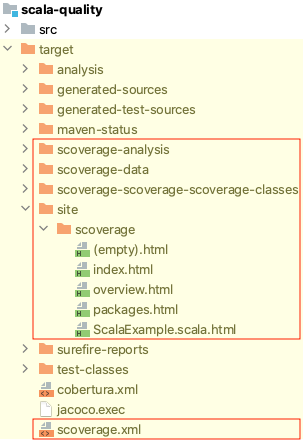 scala-quality
src
target
analysis
generated-sources
generated-test-sources
maven-status
scoverage-analysis
scoverage-data
scoverage-scoverage-scoverage-classes
site
scoverage
(empty).html
index.html
overview.html
packages.html
ScalaExample.scala.html
surefire-reports
test-classes
cobertura.xml
jacoco.exec
scoverage.xml